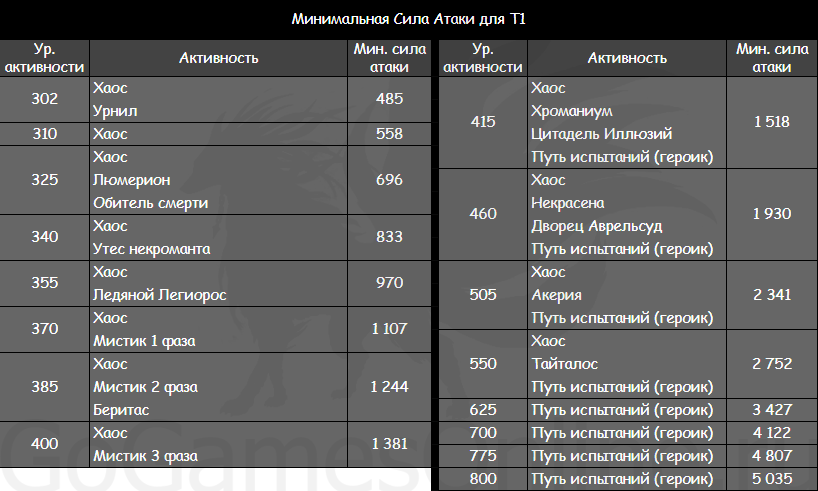 Минимальная Сила Атаки для Т1
Ур. активности Активность Мин. сила атаки
302 Хаос 485
Урнил
310 Хаос 558
325 Хаос 696
Люмерион
Обитель смерти
340 Хаос 833
Утес некроманта
355 Хаос 970
Ледяной Легиорос
370 Хаос 1 107
Мистик 1 фаза
385 Хаос 1 244
Мистик 2 фаза
Беритас
400 Хаос 1 381
Мистик 3 фаза
Ур. активности Активность Мин. сила атаки
415 Хаос 1 518
Хроманиум
Цитадель Иллюзий
Путь испытаний (героик)
460 Хаос 1 930
Некрасена
Дворец Аврельсуд
Путь испытаний (героик)
505 Хаос 2 341
Акерия
Путь испытаний (героик)
550 Хаос 2 752
Тайталос
Путь испытаний (героик)
625 Путь испытаний (героик) 3 427
700 Путь испытаний (героик) 4 122
775 Путь испытаний (героик) 4 807
800 Путь испытаний (героик) 5 035